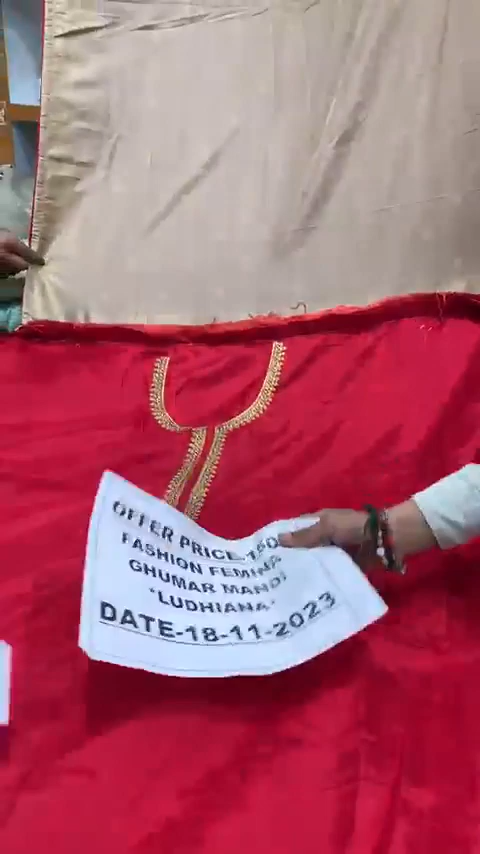 OFFER PRICE
FASHION FEMINA
GHUMAR MANDI
"LUDHIANA"
DATE-18-11-2023